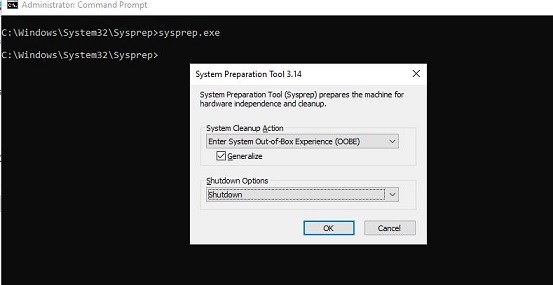 Administrator: Command Prompt
C:\Windows\System32\Sysprep>sysprep.exe
C:\Windows\System32\Sysprep>
System Preparation Tool 3.14
System Preparation Tool (Sysprep) prepares the machine for
hardware independence and cleanup.
System Cleanup Action
Enter System Out-of-Box Experience (OOBE)
Generalize
Shutdown Options
Shutdown
OK Cancel